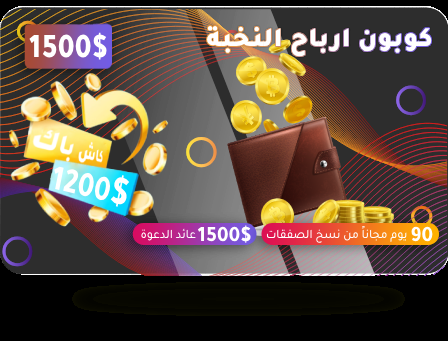 كوبون ارباح النخبة
1500$
كاش باك
1200$
90 يوم مجاناً من نسخ الصفقات
1500$ عائد الدعوة